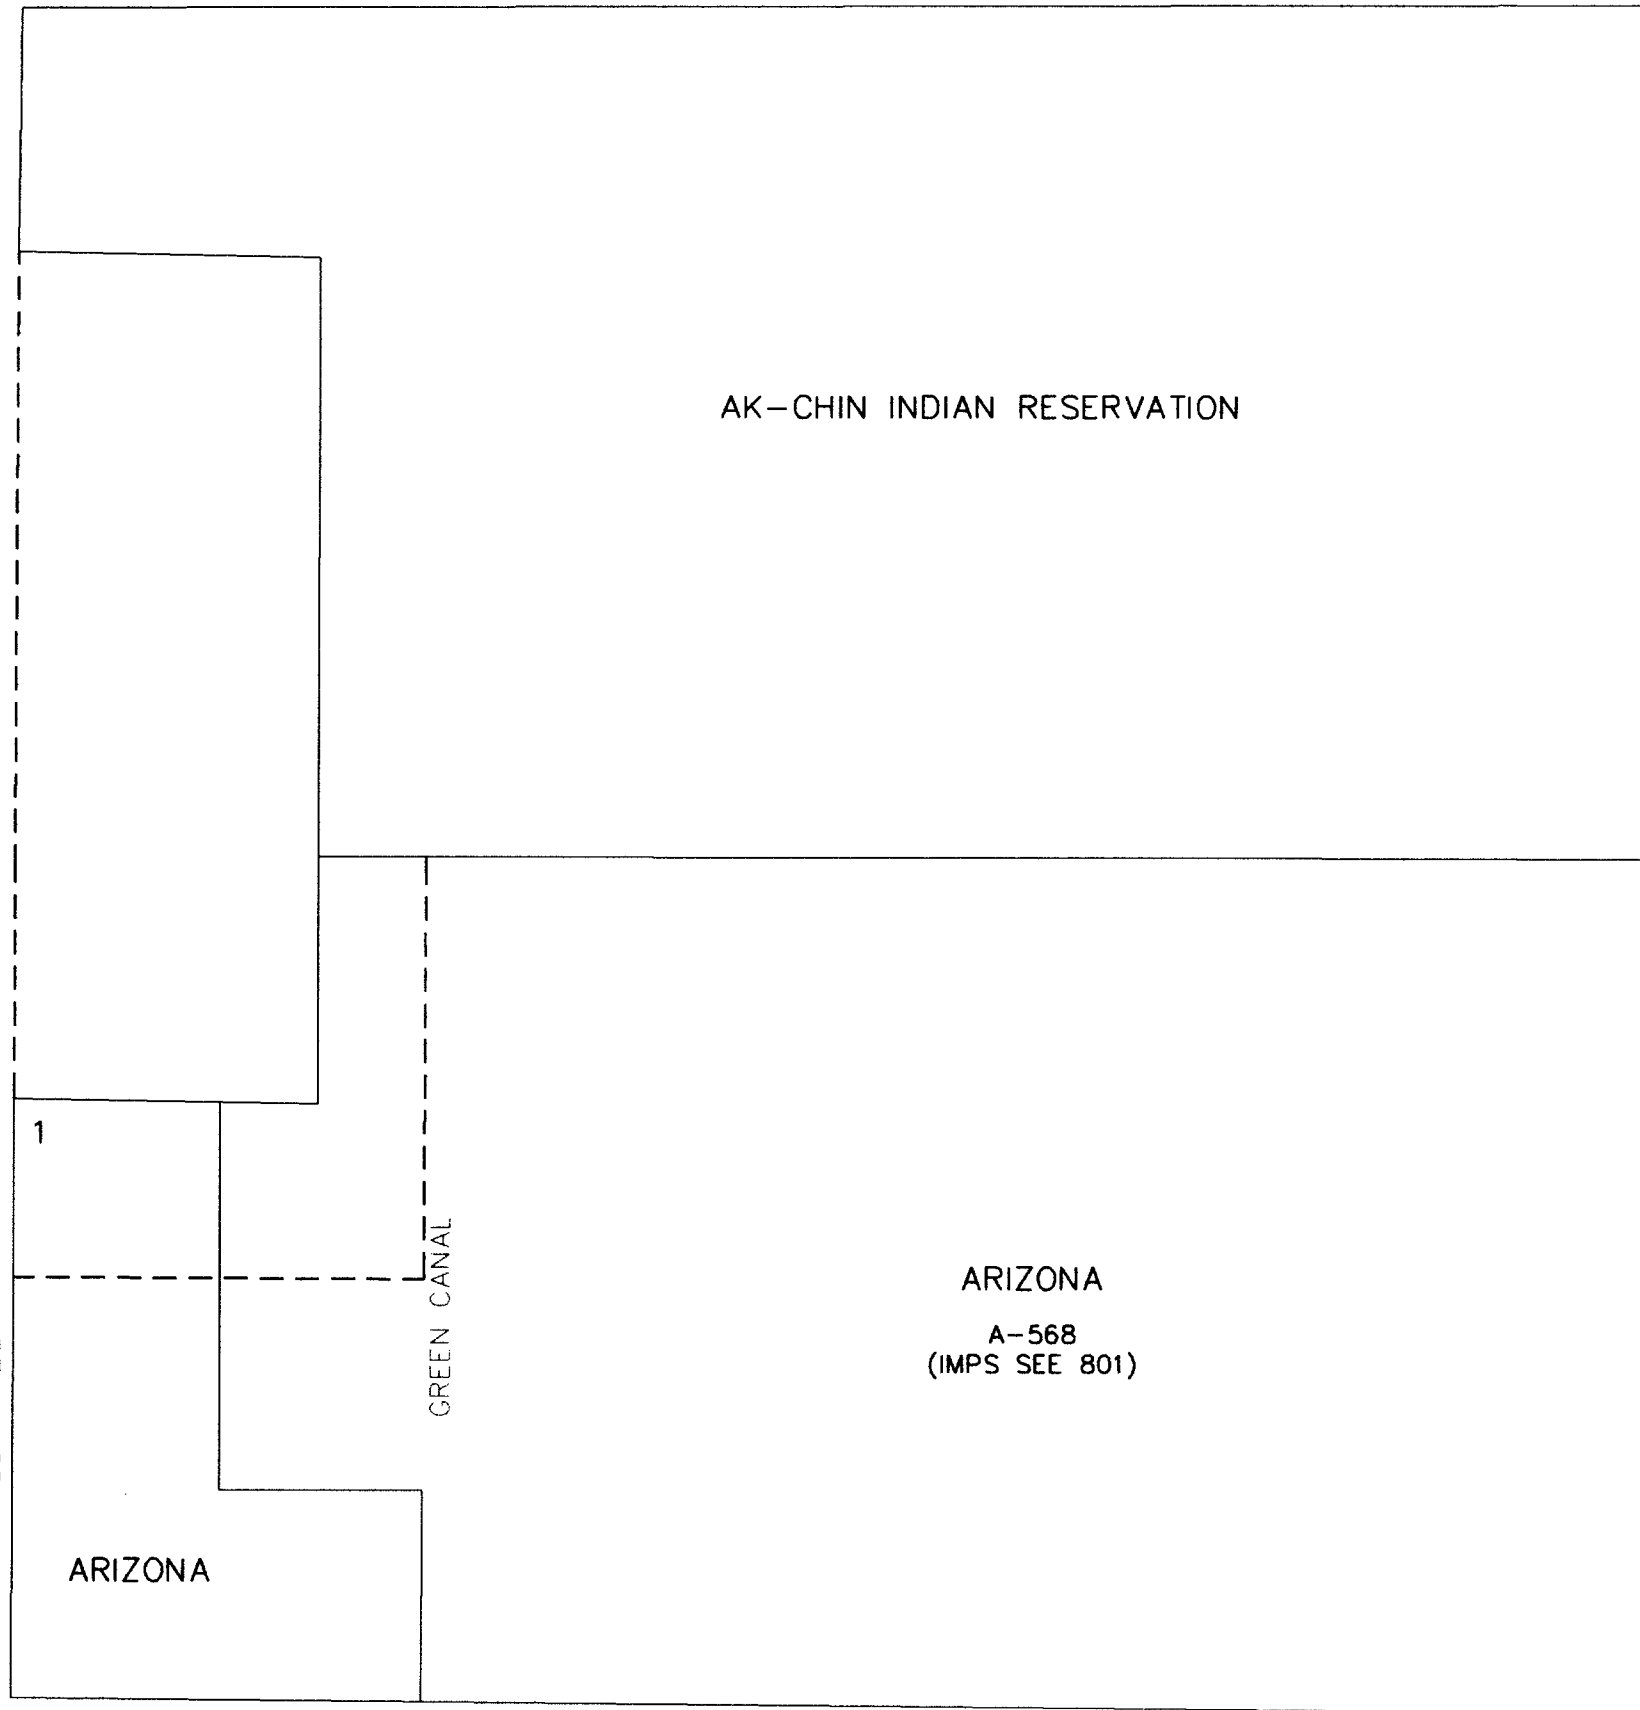 AK-CHIN INDIAN RESERVATION
1
GREEN CANAL
ARIZONA
A-568
(IMPS SEE 801)
ARIZONA